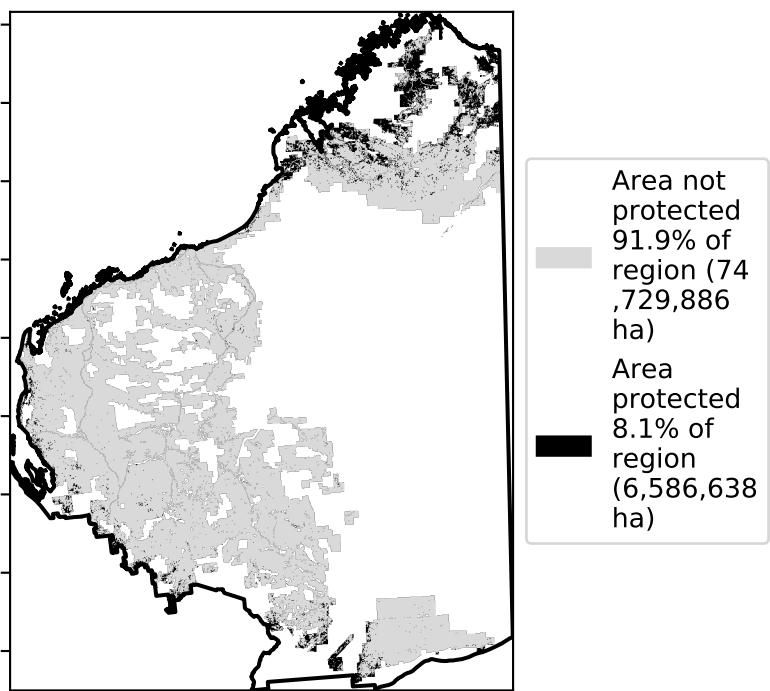 Area not
protected
91.9% of
region (74
,729,886
ha)
Area
protected
8.1% of
region
(6,586,638
ha)